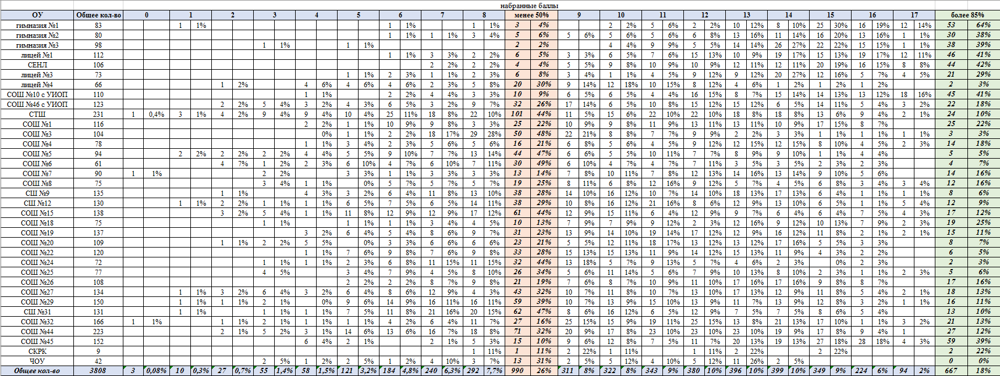 набранные баллы
ОУ Общее кол-во 0 1 2 3 4 5 6 7 8 менее 50% 9 10 11 12 13 14 15 16 17 более 85%
гимназия №1 83 1 1% 1 1% 1 1% 3 4% 2 2% 5 6% 2 2% 10 12% 8 10% 25 30% 16 19% 12 14% 53 64%
гимназия №2 80 1 1% 1 1% 3 4% 5 6% 5 6% 5 6% 5 6% 6 8% 13 16% 11 14% 16 20% 13 16% 1 1% 30 38%
гимназия №3 98 1 1% 1 1% 2 2% 4 4% 9 9% 5 5% 14 14% 26 27% 22 22% 15 15% 1 1% 38 39%
лицей №1 112 1 1% 3 3% 2 2% 6 5% 3 3% 6 5% 7 6% 15 13% 10 9% 19 17% 15 13% 19 17% 12 11% 46 41%
СЕНЛ 106 2 2% 2 2% 4 4% 5 5% 9 8% 10 9% 10 9% 12 11% 12 11% 20 19% 16 15% 8 8% 44 42%
лицей №3 73 1 1% 2 3% 1 1% 2 3% 6 8% 3 4% 1 1% 4 5% 9 12% 9 12% 20 27% 12 16% 5 7% 4 5% 21 29%
лицей №4 66 1 2% 4 6% 4 6% 4 6% 2 3% 5 8% 20 30% 9 14% 12 18% 10 15% 8 12% 4 6% 1 2% 1 2% 1 2% 2 3%
СОШ №10 с УИОП 110 1 1% 2 2% 4 4% 3 3% 10 9% 6 5% 6 5% 4 4% 16 15% 8 7% 15 14% 14 13% 13 12% 18 16% 45 41%
СОШ №46 с УИОП 123 2 2% 5 4% 3 2% 4 3% 6 5% 3 2% 9 7% 32 26% 17 14% 6 5% 10 8% 15 12% 15 12% 6 5% 14 11% 5 4% 3 2% 22 18%
СТШ 231 1 0,4% 3 1% 4 2% 9 4% 9 4% 10 4% 25 11% 18 8% 22 10% 101 44% 11 5% 15 6% 22 10% 22 10% 18 8% 18 8% 13 6% 9 4% 2 1% 24 10%
СОШ №1 116 2 2% 1 1% 10 9% 9 8% 3 3% 25 22% 10 9% 9 8% 11 9% 13 11% 13 11% 10 9% 17 15% 8 7% 25 22%
СОШ №3 104 0% 1 1% 2 2% 18 17% 29 28% 50 48% 22 21% 8 8% 7 7% 9 9% 2 2% 3 3% 1 1% 1 1% 1 1% 3 3%
СОШ №4 78 1 1% 3 4% 2 3% 5 6% 5 6% 16 21% 6 8% 5 6% 4 5% 9 12% 12 15% 12 15% 8 10% 4 5% 2 3% 14 18%
СОШ №5 94 2 2% 2 2% 2 2% 4 4% 5 5% 9 10% 7 7% 13 14% 44 47% 6 6% 5 5% 10 11% 7 7% 8 9% 9 10% 1 1% 4 4% 5 5%
СОШ №6 61 4 7% 1 2% 2 3% 6 10% 4 7% 6 10% 7 11% 30 49% 6 10% 4 7% 4 7% 7 11% 3 5% 3 5% 2 3% 2 3% 4 7%
СОШ №7 90 1 1% 2 2% 3 3% 1 1% 3 3% 3 3% 13 14% 7 8% 10 11% 7 8% 12 13% 14 16% 13 14% 9 10% 5 6% 14 16%
СОШ №8 75 3 4% 1 1% 0% 5 7% 5 7% 5 7% 19 25% 8 11% 6 8% 12 16% 9 12% 5 7% 4 5% 6 8% 3 4% 3 4% 12 16%
СШ №9 135 1 1% 4 3% 3 2% 6 4% 11 8% 13 10% 38 28% 14 10% 16 12% 10 7% 14 10% 18 13% 17 13% 6 4% 1 1% 1 1% 8 6%
СШ №12 130 1 1% 2 2% 1 1% 1 1% 6 5% 7 5% 6 5% 14 11% 38 29% 10 8% 16 12% 21 16% 8 6% 12 9% 13 10% 6 5% 1 1% 5 4% 12 9%
СОШ №15 138 3 2% 5 4% 1 1% 11 8% 12 9% 12 9% 17 12% 61 44% 12 9% 15 11% 6 4% 12 9% 9 7% 6 4% 6 4% 7 5% 4 3% 17 12%
СОШ №18 75 1 1% 1 1% 1 1% 3 4% 4 5% 10 13% 7 9% 7 9% 9 12% 2 3% 12 16% 9 12% 10 13% 7 9% 2 3% 19 25%
СОШ №19 137 3 2% 6 4% 5 4% 8 6% 9 7% 31 23% 13 9% 14 10% 19 14% 17 12% 12 9% 16 12% 11 8% 2 1% 2 1% 15 11%
СОШ №20 109 1 1% 2 2% 5 5% 0% 3 3% 6 6% 6 6% 23 21% 5 5% 12 11% 18 17% 13 12% 13 12% 17 16% 5 5% 3 3% 8 7%
СОШ №22 120 1 1% 7 6% 9 8% 7 6% 9 8% 33 28% 15 13% 15 13% 11 9% 14 12% 15 13% 11 9% 4 3% 2 2% 6 5%
СОШ №24 72 1 1% 1 1% 2 3% 6 8% 11 15% 11 15% 32 44% 13 18% 5 7% 9 13% 5 7% 4 6% 2 3% 0% 2 3% 2 3%
СОШ №25 77 4 5% 3 4% 7 9% 4 5% 8 10% 26 34% 5 6% 11 14% 5 6% 7 9% 10 13% 8 10% 2 3% 1 1% 2 3% 5 6%
СОШ №26 108 2 2% 2 2% 8 7% 9 8% 21 19% 7 6% 8 7% 10 9% 11 10% 17 16% 17 16% 9 8% 8 7% 17 16%
СОШ №27 134 1 1% 3 2% 6 4% 3 2% 6 4% 8 6% 12 9% 4 3% 43 32% 10 7% 11 8% 10 7% 13 10% 17 13% 12 9% 11 8% 5 4% 2 1% 18 13%
СОШ №29 150 1 1% 1 1% 2 1% 0% 9 6% 14 9% 16 11% 16 11% 59 39% 10 7% 13 9% 15 10% 13 9% 11 7% 13 9% 12 8% 3 2% 1 1% 16 11%
СШ №31 131 1 1% 1 1% 1 1% 7 5% 11 8% 21 16% 20 15% 62 47% 8 6% 16 12% 6 5% 12 9% 7 5% 7 5% 8 6% 5 4% 13 10%
СОШ №32 166 1 1% 1 1% 2 1% 1 1% 1 1% 4 2% 6 4% 11 7% 27 16% 25 15% 15 9% 19 11% 25 15% 13 8% 21 13% 17 10% 1 1% 3 2% 21 13%
СОШ №44 223 2 1% 5 2% 3 1% 14 6% 13 6% 16 7% 18 8% 71 32% 20 9% 17 8% 23 10% 23 10% 23 10% 19 9% 17 8% 9 4% 1 27 12%
СОШ №45 152 6 4% 2 1% 2 1% 5 3% 15 10% 9 6% 12 8% 7 5% 11 7% 20 13% 19 13% 27 18% 28 18% 4 3% 59 39%
СКРК 9 1 11% 1 11% 2 22% 1 11% 1 11% 2 22% 2 22% 2 22%
ЧОУ 42 2 5% 1 2% 2 5% 1 2% 4 10% 3 7% 13 31% 2 5% 5 12% 4 10% 5 12% 11 26% 2 5% 0 0%
Общее кол-во 3808 3 0,08% 10 0,3% 27 0,7% 55 1,4% 58 1,5% 121 3,2% 184 4,8% 240 6,3% 292 7,7% 990 26% 311 8% 322 8% 343 9% 380 10% 396 10% 399 10% 349 9% 224 6% 94 2% 667 18%